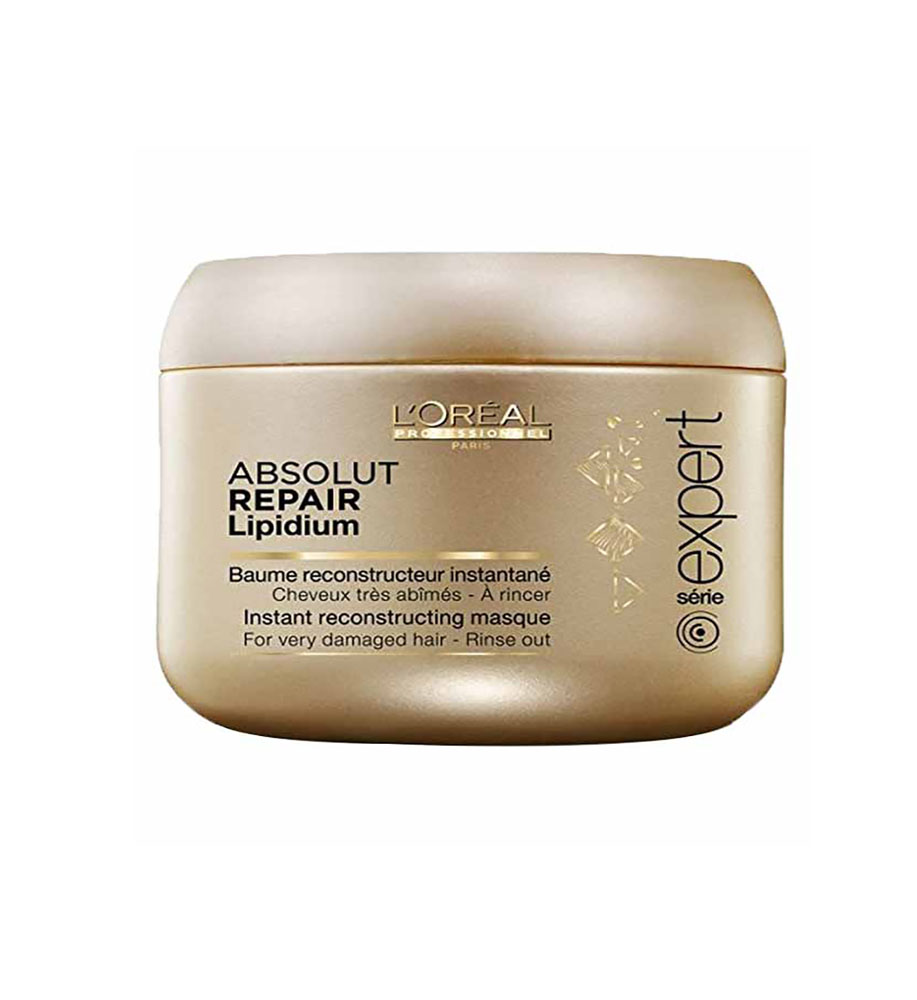 L'ORÉAL
PROFESSIONNEL
PARIS
ABSOLUT
REPAIR
Lipidium
Baume reconstructeur instantané
Cheveux très abîmés - À rincer
Instant reconstructing masque
For very damaged hair - Rinse out
série expert